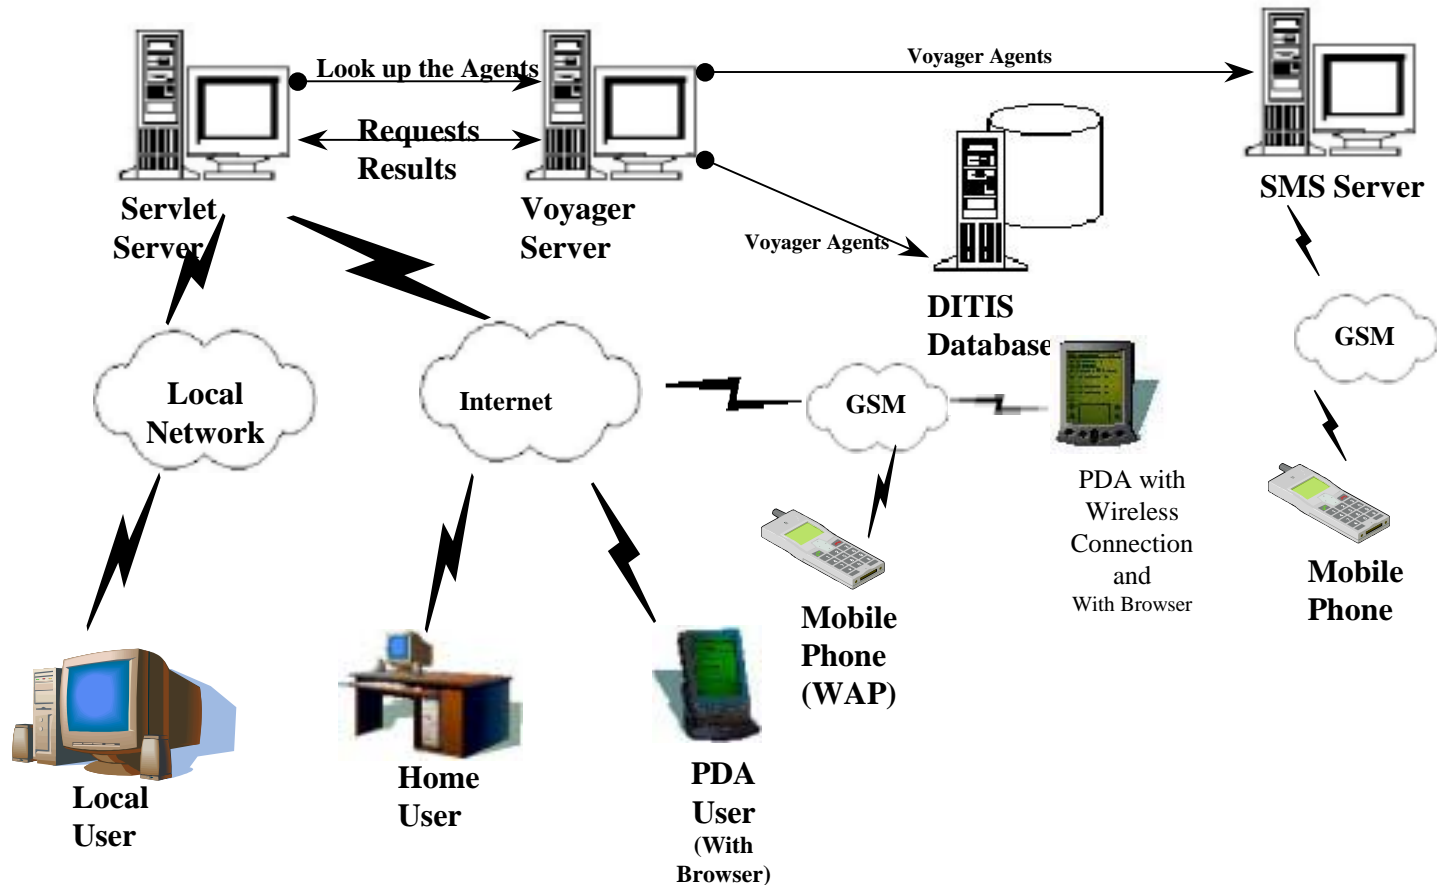 Look up the Agents
Voyager Agents
Requests
Results
Servlet
Server
Voyager
Server
SMS Server
Voyager Agents
DITIS
Database
GSM
Local
Network
Internet
GSM
PDA with
Wireless
Connection
and
With Browser
Mobile
Phone
Mobile
Phone
(WAP)
Local
User
Home
User
PDA
User
(With
Browser)